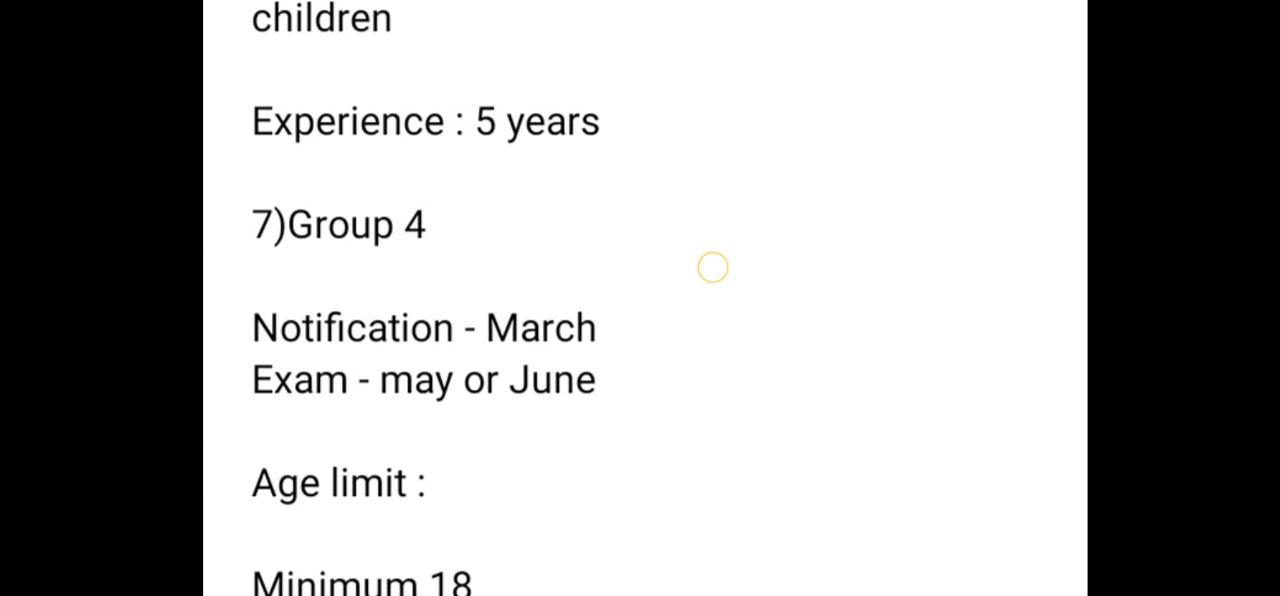 children
Experience : 5 years
7)Group 4
Notification - March
Exam - may or June
Age limit :
Minimum 18